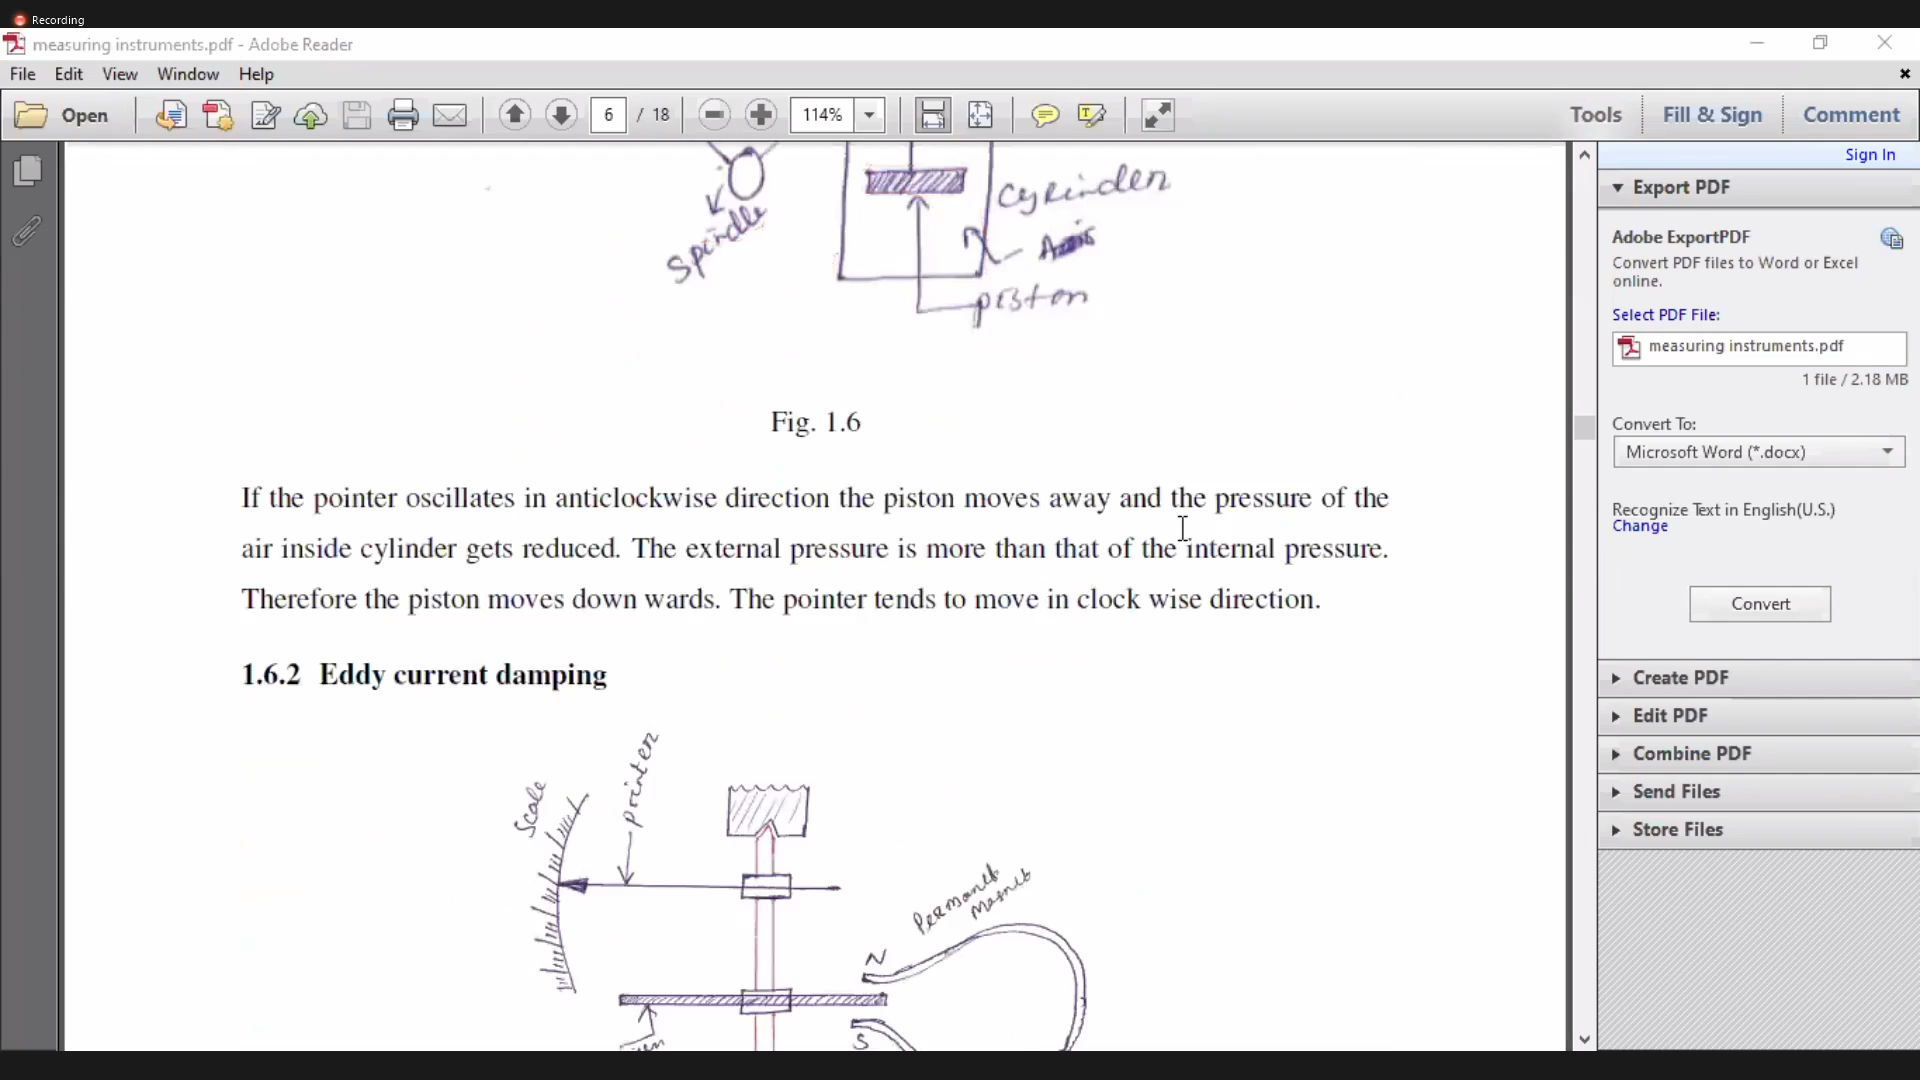 Recording
measuring instruments.pdf - Adobe Reader
File Edit View Window Help
Open 6 / 18 114% Tools Fill & Sign Comment
Sign In
Export PDF
Adobe ExportPDF
Convert PDF files to Word or Excel
online.
Select PDF File:
measuring instruments.pdf
1 file / 2.18 MB
Convert To:
Microsoft Word (*.docx)
Recognize Text in English(U.S.)
Change
Convert
Create PDF
Edit PDF
Combine PDF
Send Files
Store Files
Cylinder
Spindle
piston
Fig. 1.6
If the pointer oscillates in anticlockwise direction the piston moves away and the pressure of the
air inside cylinder gets reduced. The external pressure is more than that of the internal pressure.
Therefore the piston moves down wards. The pointer tends to move in clock wise direction.
1.6.2 Eddy current damping
Scale
pointer
Permanet
Magnet
N
S